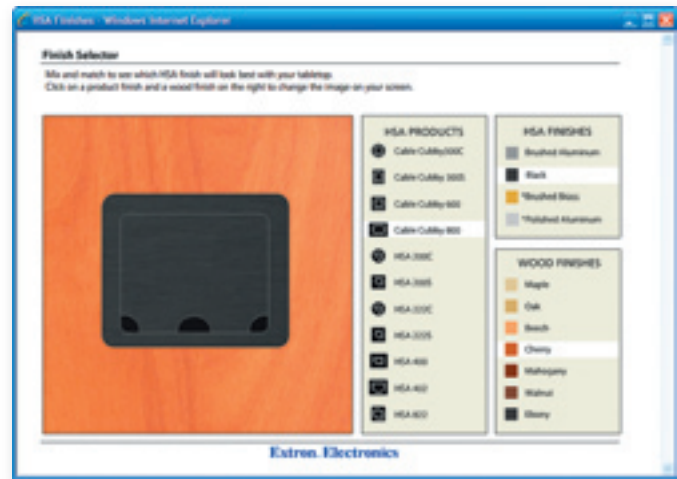 HSA Finishes - Windows Internet Explorer
Finish Selector
Mix and match to see which HSA finish will look best with your tabletop.
Click on a product finish and a wood finish on the right to change the image on your screen.
HSA PRODUCTS
Cable Cubby 300C
Cable Cubby 300S
Cable Cubby 600
Cable Cubby 800
HSA 300C
HSA 300S
HSA 222C
HSA 222S
HSA 400
HSA 402
HSA 822
HSA FINISHES
Brushed Aluminum
Black
*Brushed Brass
*Polished Aluminum
WOOD FINISHES
Maple
Oak
Beech
Cherry
Mahogany
Walnut
Ebony
Extron. Electronics